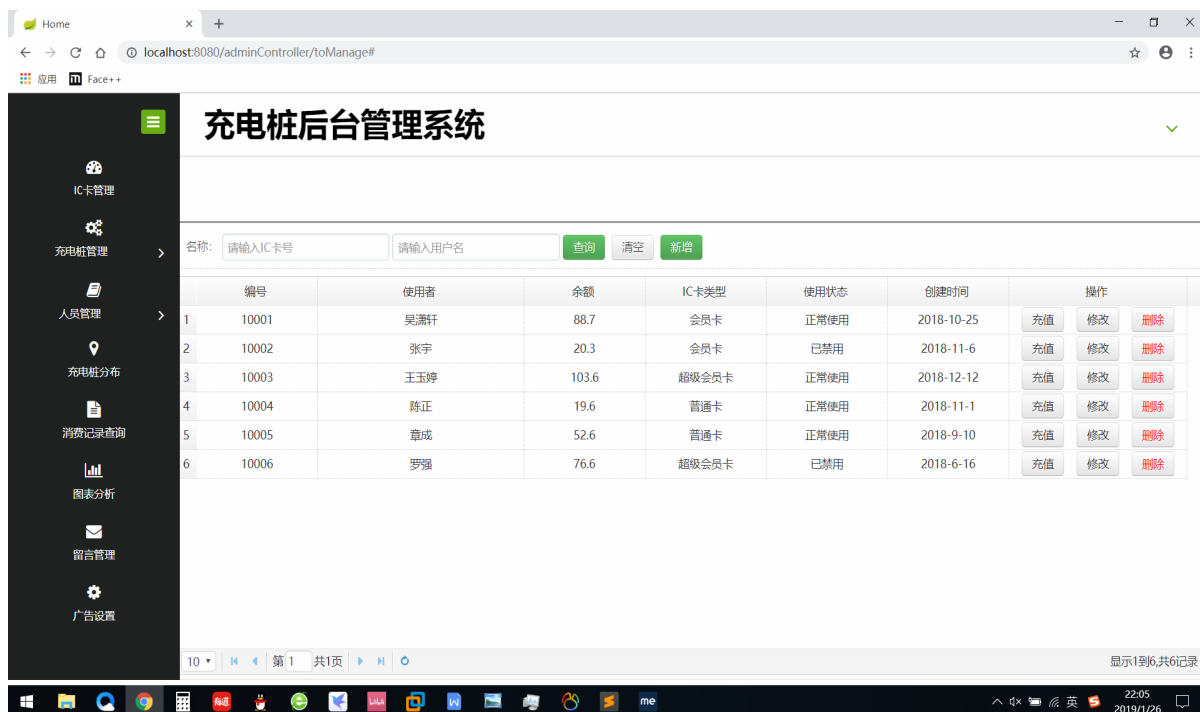 Home
localhost:8080/adminController/toManage#
应用 Face++
充电桩后台管理系统
IC卡管理
充电桩管理
人员管理
充电桩分布
消费记录查询
图表分析
留言管理
广告设置
名称: 请输入IC卡号 请输入用户名 查询 清空 新增
编号 使用者 余额 IC卡类型 使用状态 创建时间 操作
1 10001 吴潇轩 88.7 会员卡 正常使用 2018-10-25 充值 修改 删除
2 10002 张宇 20.3 会员卡 已禁用 2018-11-6 充值 修改 删除
3 10003 王玉婷 103.6 超级会员卡 正常使用 2018-12-12 充值 修改 删除
4 10004 陈正 19.6 普通卡 正常使用 2018-11-1 充值 修改 删除
5 10005 章成 52.6 普通卡 正常使用 2018-9-10 充值 修改 删除
6 10006 罗强 76.6 超级会员卡 已禁用 2018-6-16 充值 修改 删除
10 第 1 共1页 显示1到6,共6记录
有道 LiLi me 英 22:05
2019/1/26